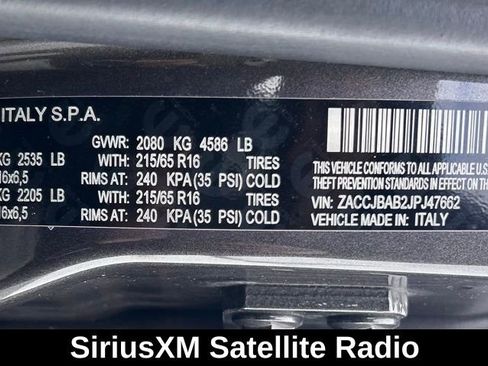 ITALY S.P.A.
GVWR: 2080 KG 4586 LB
KG 2535 LB WITH: 215/65 R16 TIRES
16x6,5 RIMS AT: 240 KPA (35 PSI) COLD
KG 2205 LB WITH: 215/65 R16 TIRES
16x6,5 RIMS AT: 240 KPA (35 PSI) COLD
THIS VEHICLE CONFORMS TO ALL APPLICABLE U.S.
THEFT PREVENTION STANDARDS IN EFFECT ON
VIN: ZACCJBAB2JPJ47662
VEHICLE MADE IN: ITALY
SiriusXM Satellite Radio